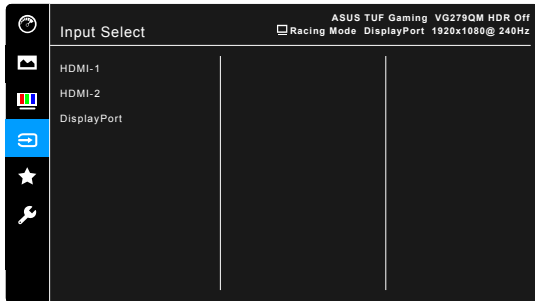 Input Select
ASUS TUF Gaming VG279QM HDR Off
Racing Mode DisplayPort 1920x1080@ 240Hz
HDMI-1
HDMI-2
DisplayPort